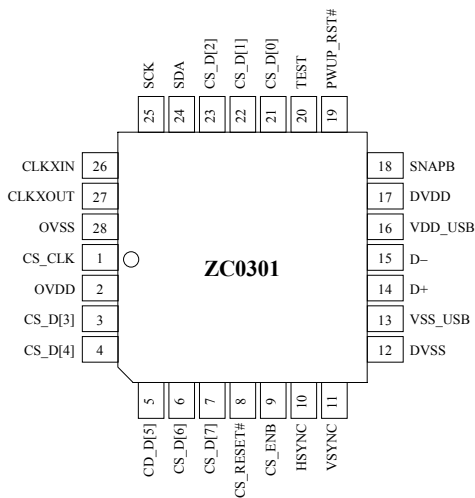 SCK
SDA
CS_D[2]
CS_D[1]
CS_D[0]
TEST
PWUP_RST#
25
24
23
22
21
20
19
CLKXIN 26
CLKXOUT 27
OVSS 28
CS_CLK 1
OVDD 2
CS_D[3] 3
CS_D[4] 4
ZC0301
18 SNAPB
17 DVDD
16 VDD_USB
15 D–
14 D+
13 VSS_USB
12 DVSS
5
6
7
8
9
10
11
CD_D[5]
CS_D[6]
CS_D[7]
CS_RESET#
CS_ENB
HSYNC
VSYNC